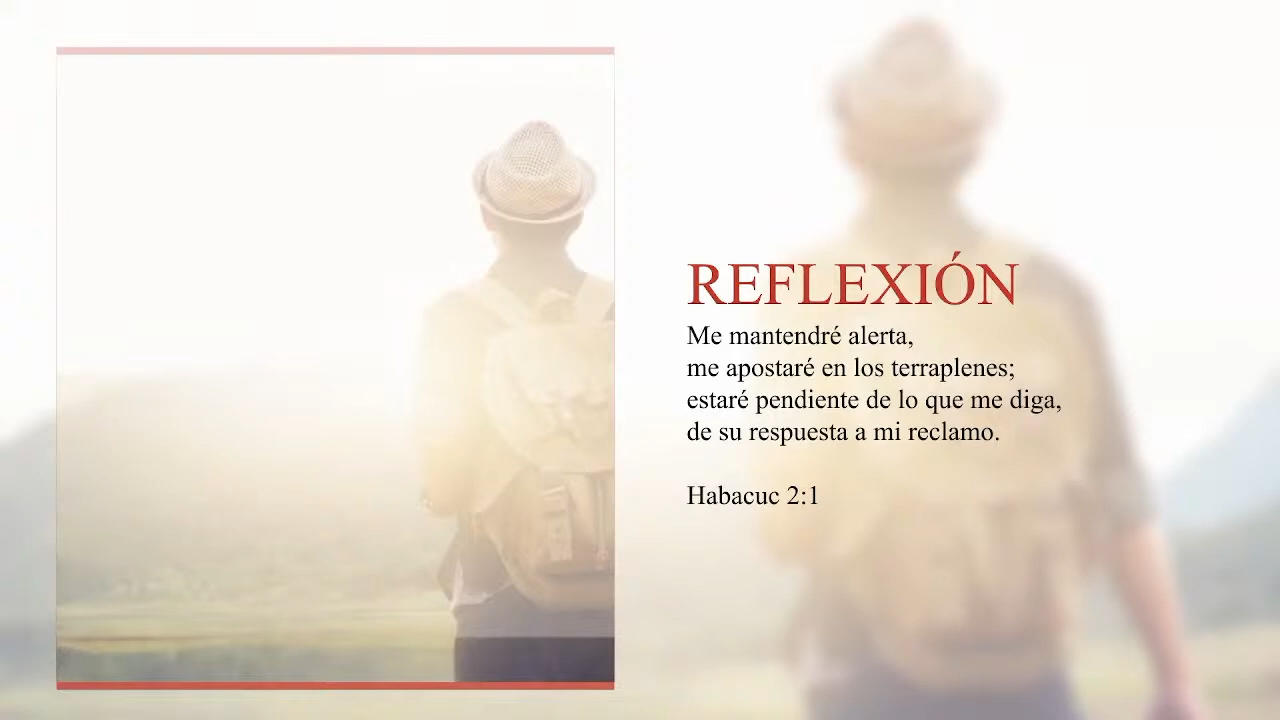 REFLEXIÓN
Me mantendré alerta,
me apostaré en los terraplenes;
estaré pendiente de lo que me diga,
de su respuesta a mi reclamo.
Habacuc 2:1